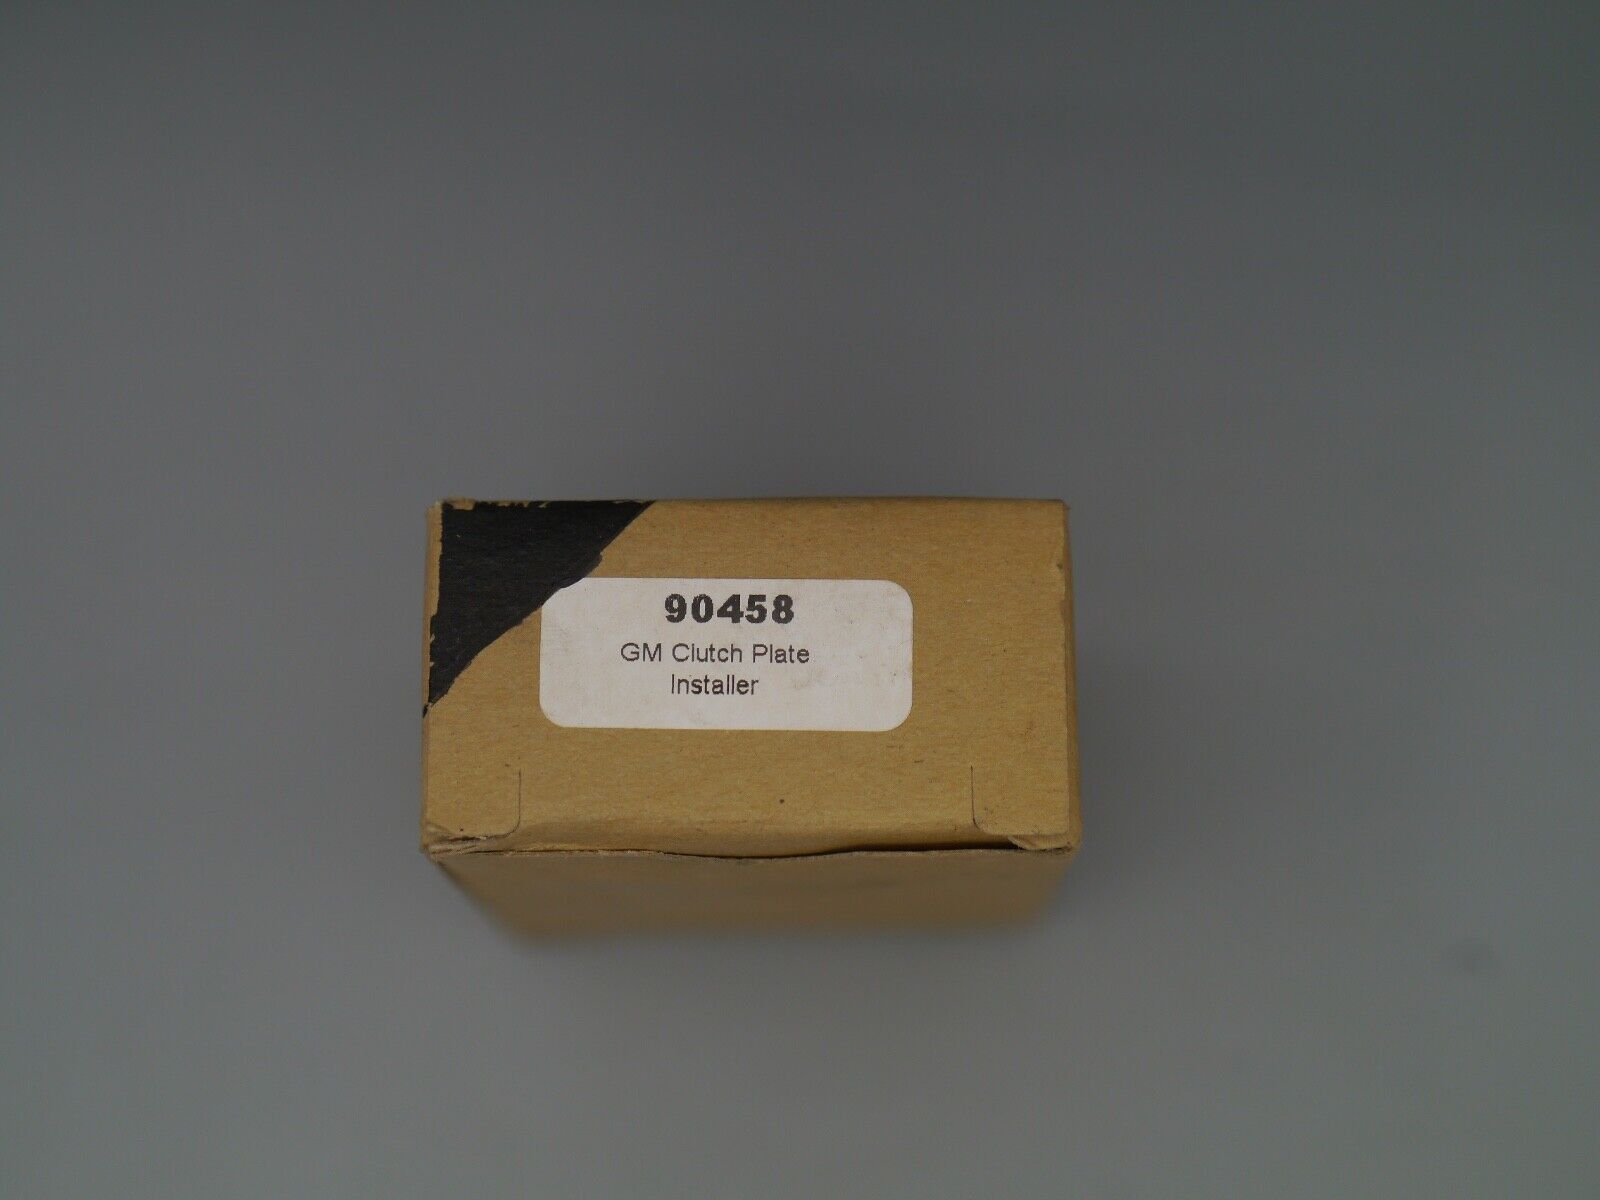 90458
GM Clutch Plate
Installer